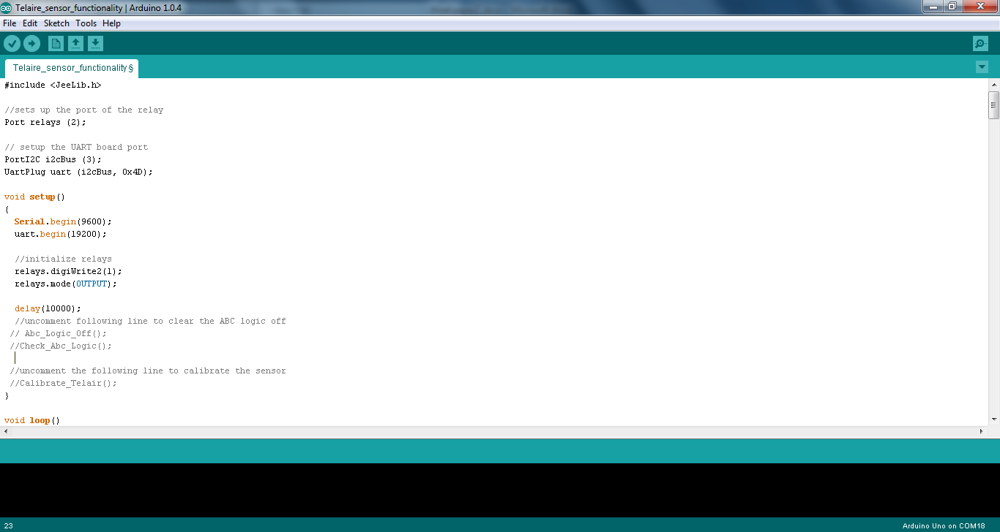 Telaire_sensor_functionality | Arduino 1.0.4
File Edit Sketch Tools Help
Telaire_sensor_functionality §
#include <JeeLib.h>
//sets up the port of the relay
Port relays (2);
// setup the UART board port
PortI2C i2cBus (3);
UartPlug uart (i2cBus, 0x4D);
void setup()
{
Serial.begin(9600);
uart.begin(19200);
//initialize relays
relays.digiWrite2(1);
relays.mode(OUTPUT);
delay(10000);
//uncomment following line to clear the ABC logic off
// Abc_Logic_Off();
//Check_Abc_Logic();
//uncomment the following line to calibrate the sensor
//Calibrate_Telair();
}
void loop()
23
Arduino Uno on COM18